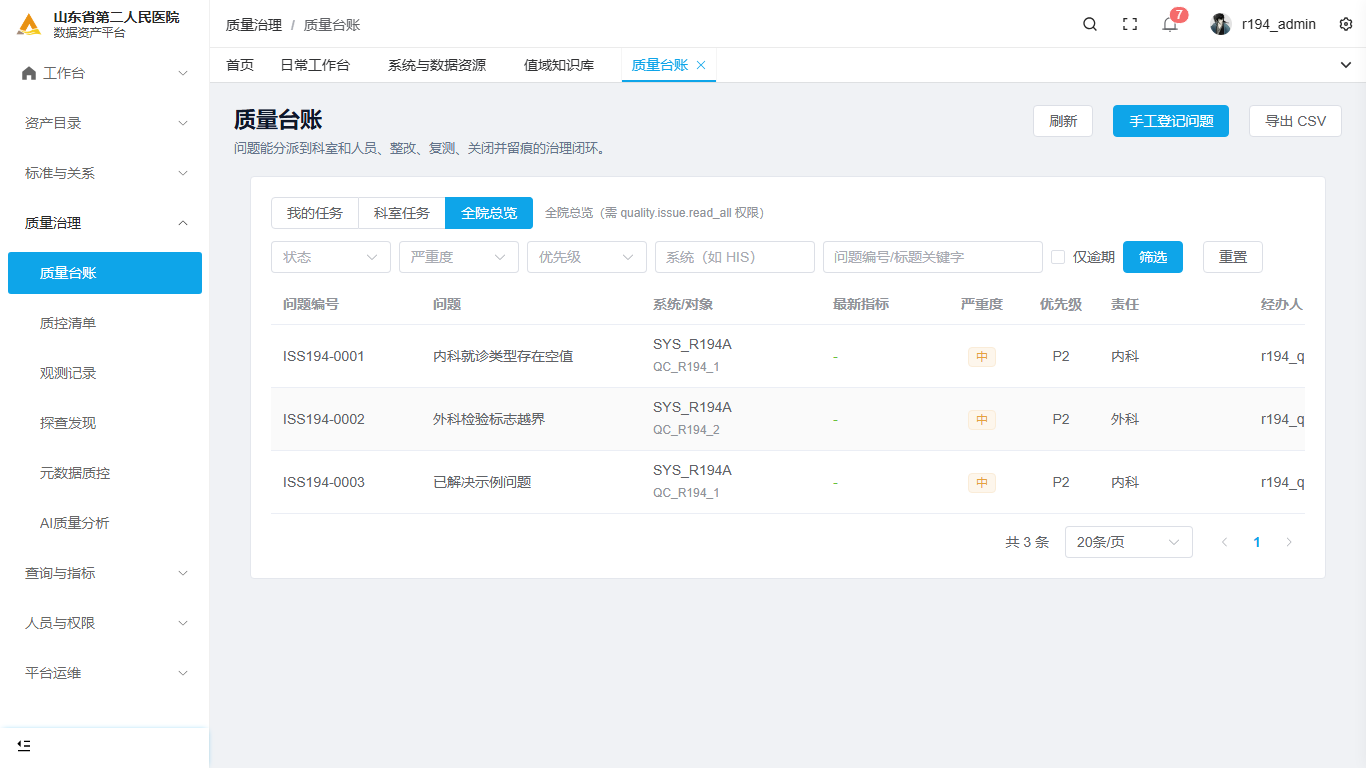 山东省第二人民医院
数据资产平台
质量治理 / 质量台账
7
r194_admin
首页 日常工作台 系统与数据资源 值域知识库 质量台账
工作台
资产目录
标准与关系
质量治理
质量台账
质控清单
观测记录
探查发现
元数据质控
AI质量分析
查询与指标
人员与权限
平台运维
质量台账
问题能分派到科室和人员、整改、复测、关闭并留痕的治理闭环。
刷新 手工登记问题 导出 CSV
我的任务 科室任务 全院总览 全院总览（需 quality.issue.read_all 权限）
状态 严重度 优先级 系统（如 HIS） 问题编号/标题关键字 仅逾期 筛选 重置
问题编号 问题 系统/对象 最新指标 严重度 优先级 责任 经办人
ISS194-0001 内科就诊类型存在空值 SYS_R194A - 中 P2 内科 r194_q
QC_R194_1
ISS194-0002 外科检验标志越界 SYS_R194A - 中 P2 外科 r194_q
QC_R194_2
ISS194-0003 已解决示例问题 SYS_R194A - 中 P2 内科 r194_q
QC_R194_1
共 3 条 20条/页 1